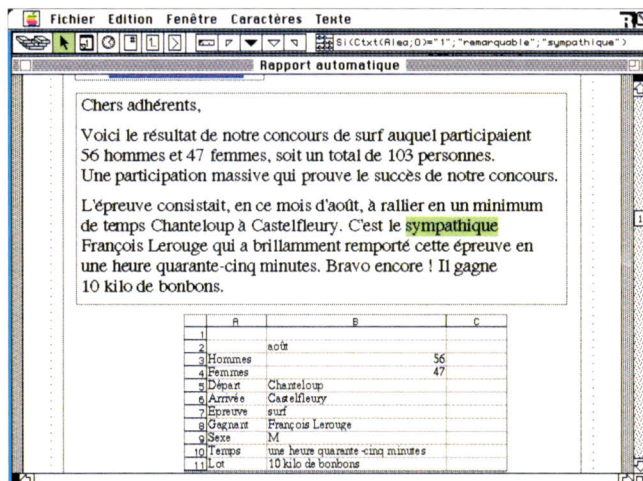 Fichier Edition Fenêtre Caractères Texte
Si(Ctxt(Alea;0)="1";"remarquable";"sympathique")
Rapport automatique
Chers adhérents,
Voici le résultat de notre concours de surf auquel participaient
56 hommes et 47 femmes, soit un total de 103 personnes.
Une participation massive qui prouve le succès de notre concours.
L'épreuve consistait, en ce mois d'août, à rallier en un minimum
de temps Chanteloup à Castelfleury. C'est le sympathique
François Lerouge qui a brillamment remporté cette épreuve en
une heure quarante-cinq minutes. Bravo encore ! Il gagne
10 kilo de bonbons.
A B C
1
2 août
3 Hommes 56
4 Femmes 47
5 Départ Chanteloup
6 Arrivée Castelfleury
7 Epreuve surf
8 Gagnant François Lerouge
9 Sexe M
10 Temps une heure quarante-cinq minutes
11 Lot 10 kilo de bonbons